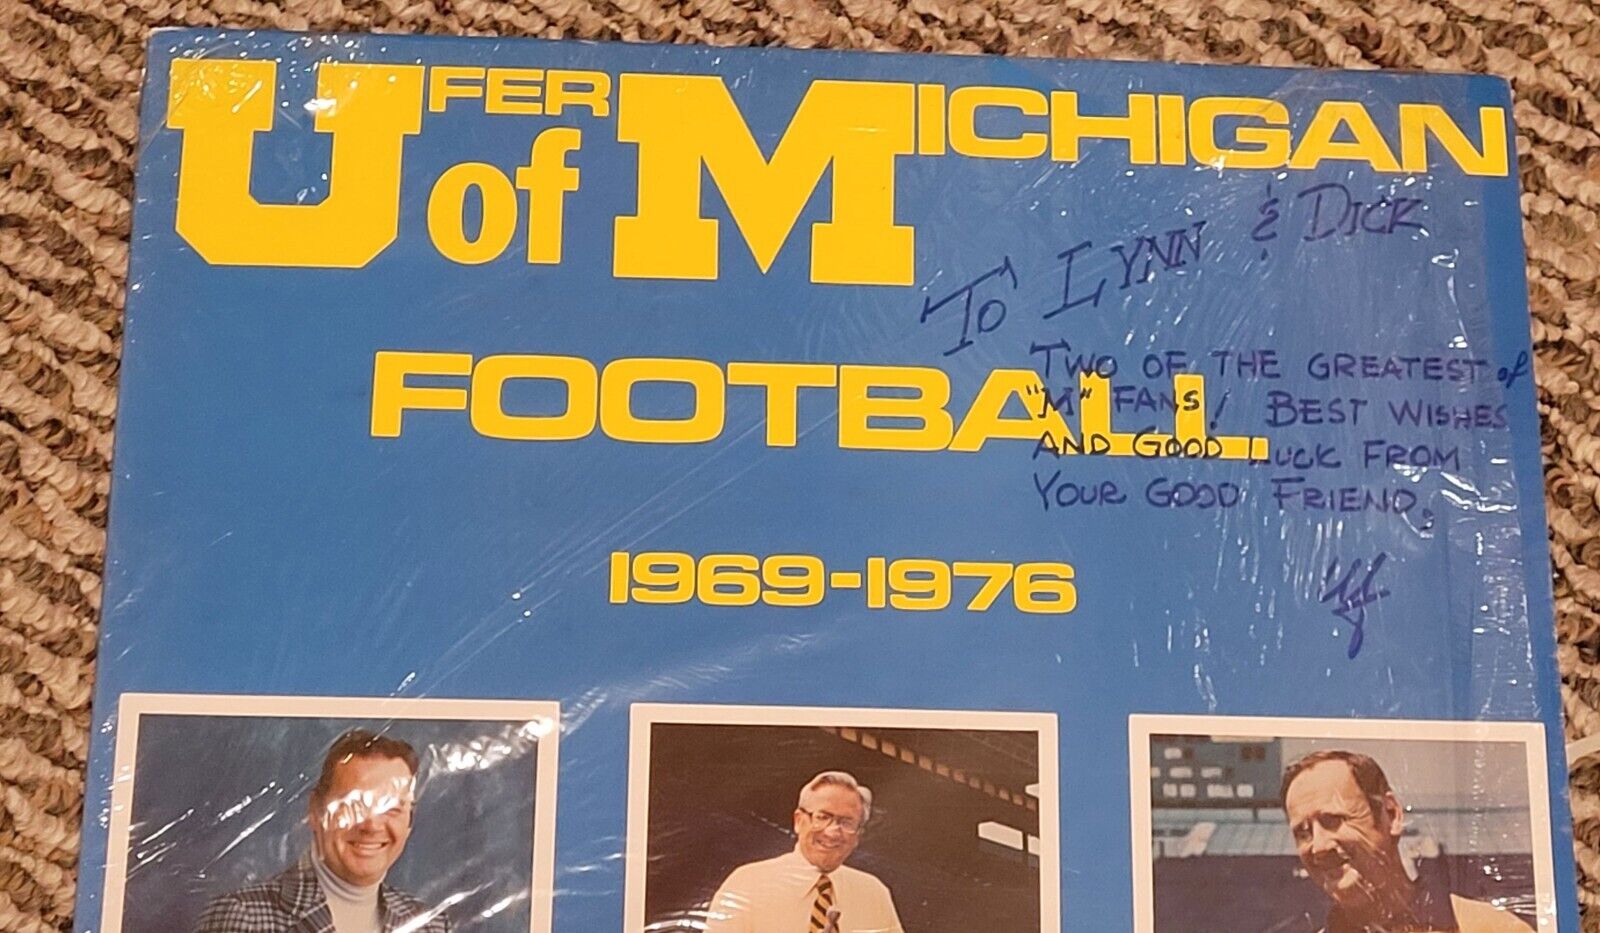 UFER of MICHIGAN
FOOTBALL
1969-1976
To LYNN & DICK
TWO OF THE GREATEST of
"M" FANS! BEST WISHES
AND GOOD LUCK FROM
YOUR GOOD FRIEND,